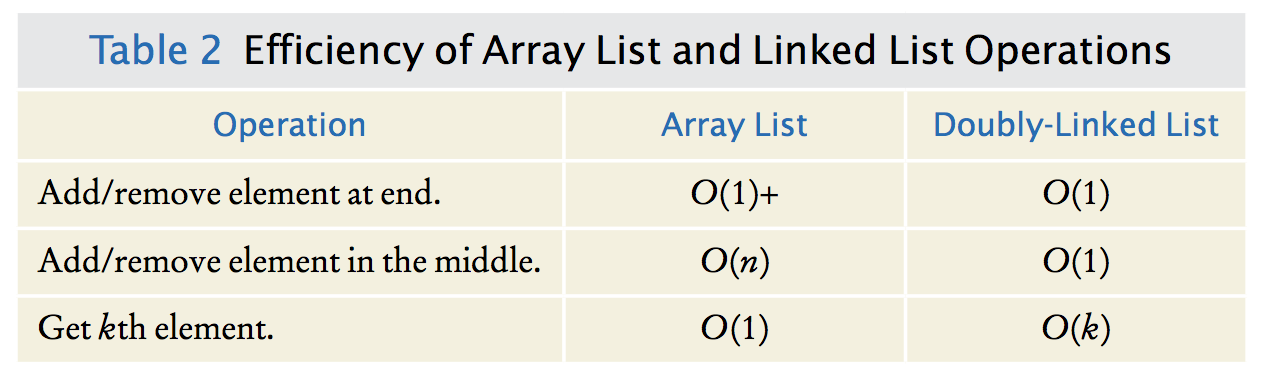 Table 2 Efficiency of Array List and Linked List Operations
Operation Array List Doubly-Linked List
Add/remove element at end. O(1)+ O(1)
Add/remove element in the middle. O(n) O(1)
Get kth element. O(1) O(k)